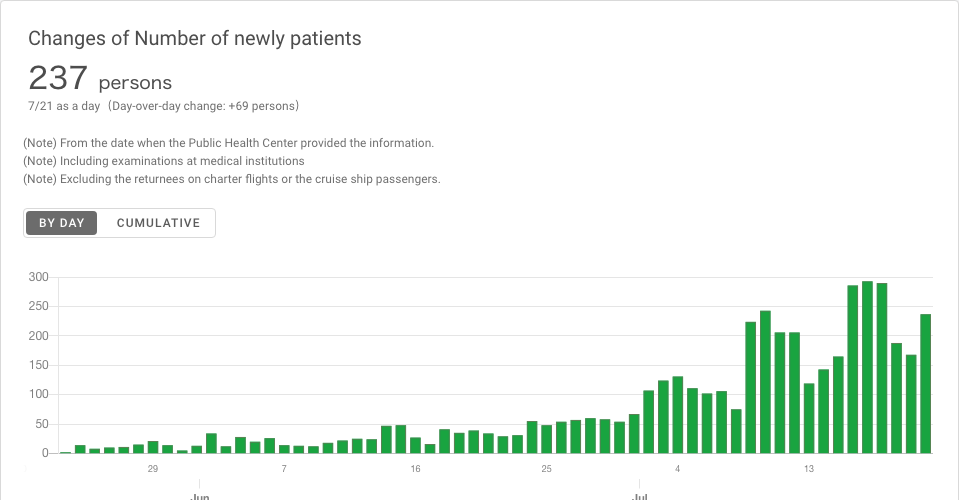 Changes of Number of newly patients
237 persons
7/21 as a day（Day-over-day change: +69 persons）
(Note) From the date when the Public Health Center provided the information.
(Note) Including examinations at medical institutions
(Note) Excluding the returnees on charter flights or the cruise ship passengers.
BY DAY CUMULATIVE
300
250
200
150
100
50
0
29 7 16 25 4 13
Jun Jul